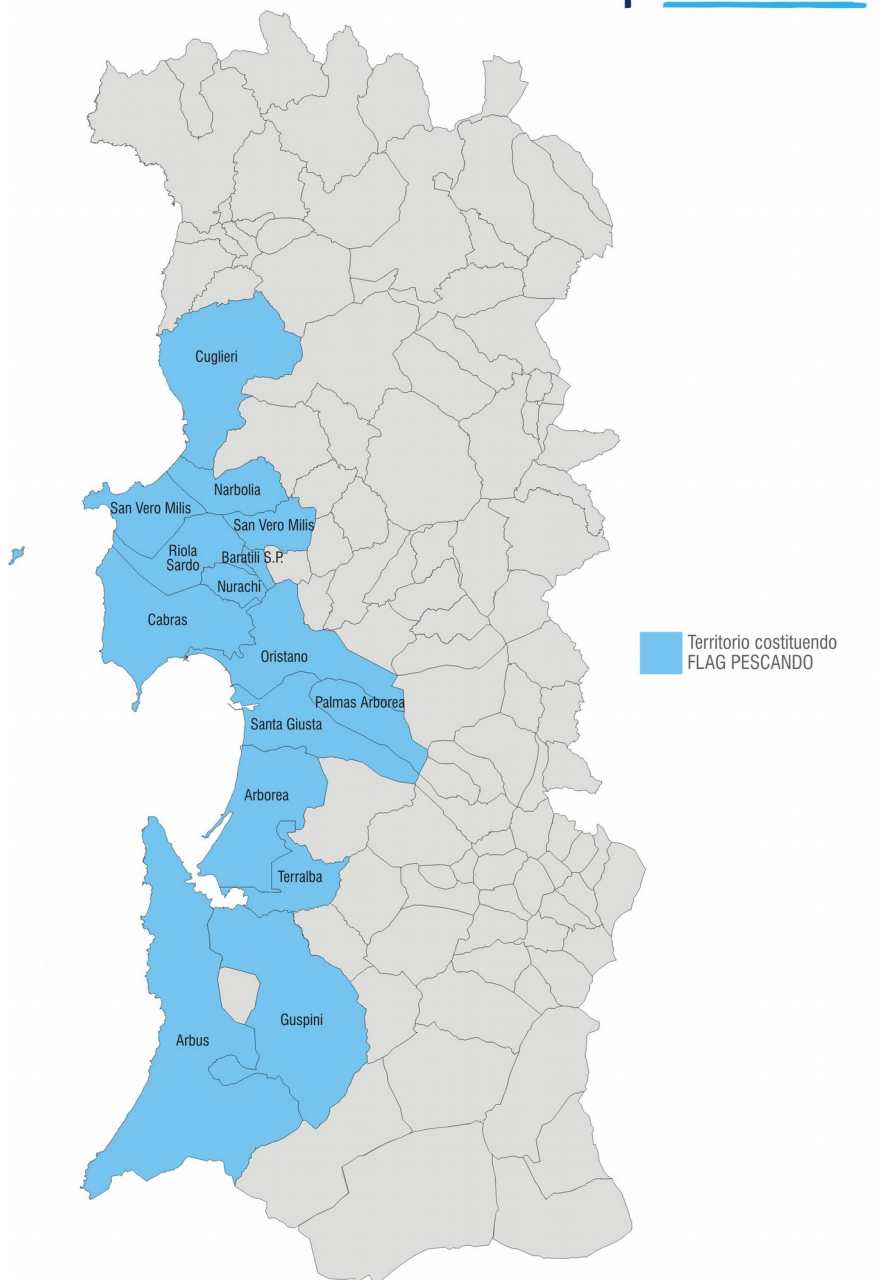 Cuglieri
Narbolia
San Vero Milis
San Vero Milis
Riola
Sardo
Baratili S.P.
Nurachi
Cabras
Oristano
Territorio costituendo
FLAG PESCANDO
Palmas Arborea
Santa Giusta
Arborea
Terralba
Guspini
Arbus